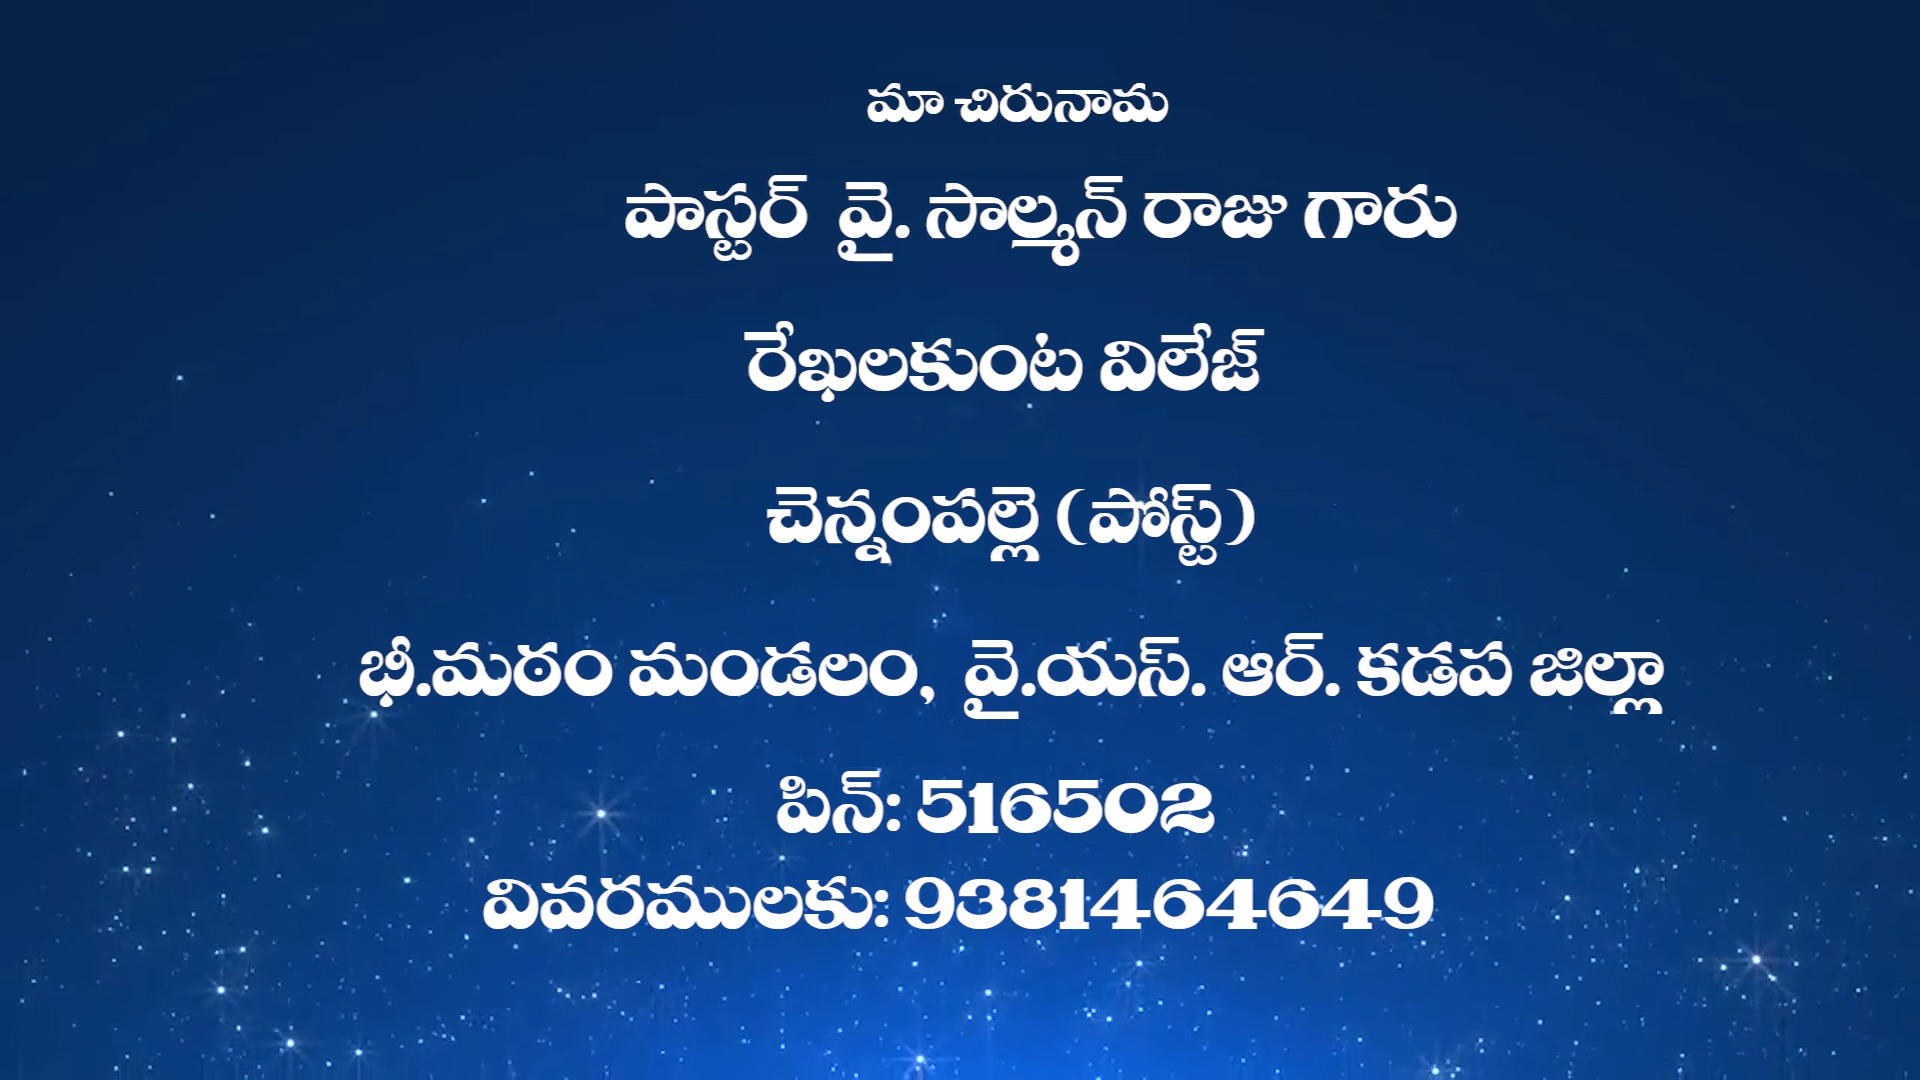 మా చిరునామ
పాస్టర్ వై. సాల్మన్ రాజు గారు
రేఖలకుంట విలేజ్
చెన్నంపల్లె (పోస్ట్)
భీ.మఠం మండలం, వై.యస్. ఆర్. కడప జిల్లా
పిన్: 516502
వివరములకు: 9381464649